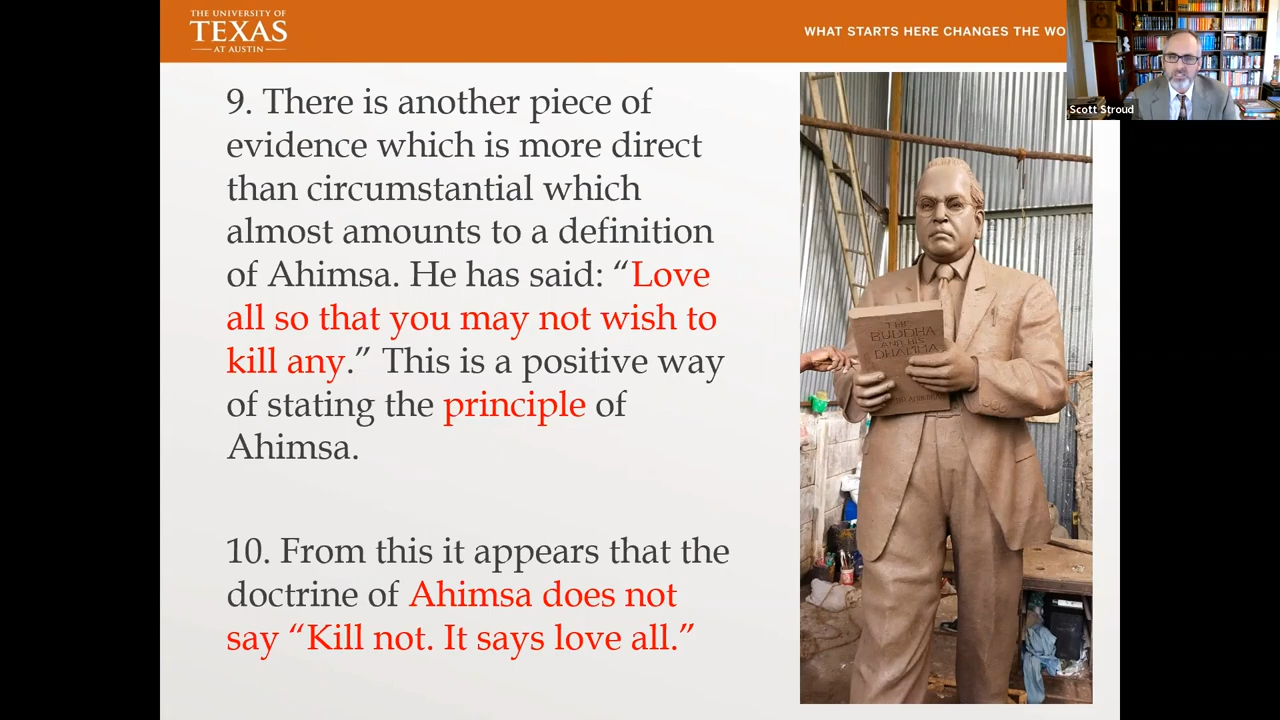 THE UNIVERSITY OF
TEXAS
AT AUSTIN
WHAT STARTS HERE CHANGES THE WO
Scott Stroud
9. There is another piece of
evidence which is more direct
than circumstantial which
almost amounts to a definition
of Ahimsa. He has said: “Love
all so that you may not wish to
kill any.” This is a positive way
of stating the principle of
Ahimsa.
10. From this it appears that the
doctrine of Ahimsa does not
say “Kill not. It says love all.”
THE
BUDDHA
AND HIS
DHAMMA